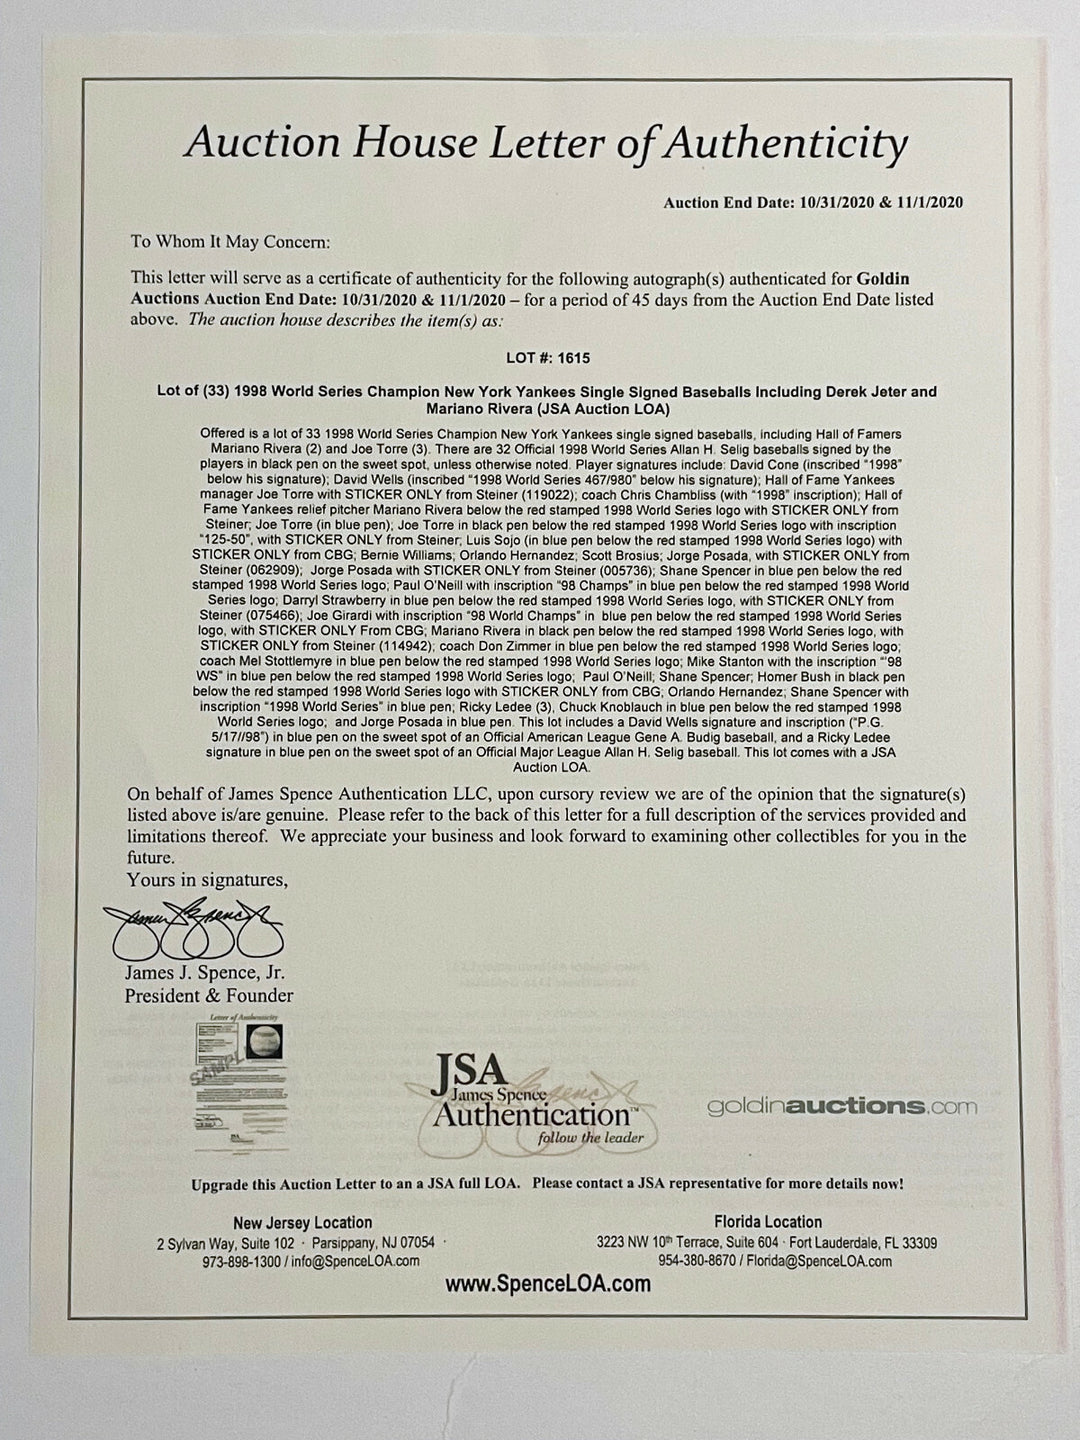 Auction House Letter of Authenticity
Auction End Date: 10/31/2020 & 11/1/2020
To Whom It May Concern:
This letter will serve as a certificate of authenticity for the following autograph(s) authenticated for Goldin
Auctions Auction End Date: 10/31/2020 & 11/1/2020 – for a period of 45 days from the Auction End Date listed
above. The auction house describes the item(s) as:
LOT #: 1615
Lot of (33) 1998 World Series Champion New York Yankees Single Signed Baseballs Including Derek Jeter and
Mariano Rivera (JSA Auction LOA)
Offered is a lot of 33 1998 World Series Champion New York Yankees single signed baseballs, including Hall of Famers
Mariano Rivera (2) and Joe Torre (3). There are 32 Official 1998 World Series Allan H. Selig baseballs signed by the
players in black pen on the sweet spot, unless otherwise noted. Player signatures include: David Cone (inscribed "1998"
below his signature); David Wells (inscribed "1998 World Series 467/980" below his signature); Hall of Fame Yankees
manager Joe Torre with STICKER ONLY from Steiner (119022); coach Chris Chambliss (with "1998" inscription); Hall of
Fame Yankees relief pitcher Mariano Rivera below the red stamped 1998 World Series logo with STICKER ONLY from
Steiner; Joe Torre (in blue pen); Joe Torre in black pen below the red stamped 1998 World Series logo with inscription
"125-50", with STICKER ONLY from Steiner; Luis Sojo (in blue pen below the red stamped 1998 World Series logo) with
STICKER ONLY from CBG; Bernie Williams; Orlando Hernandez; Scott Brosius; Jorge Posada, with STICKER ONLY from
Steiner (062909); Jorge Posada with STICKER ONLY from Steiner (005736); Shane Spencer in blue pen below the red
stamped 1998 World Series logo; Paul O'Neill with inscription "98 Champs" in blue pen below the red stamped 1998 World
Series logo; Darryl Strawberry in blue pen below the red stamped 1998 World Series logo, with STICKER ONLY from
Steiner (075466); Joe Girardi with inscription "98 World Champs" in blue pen below the red stamped 1998 World Series
logo, with STICKER ONLY From CBG; Mariano Rivera in black pen below the red stamped 1998 World Series logo, with
STICKER ONLY from Steiner (114942); coach Don Zimmer in blue pen below the red stamped 1998 World Series logo;
coach Mel Stottlemyre in blue pen below the red stamped 1998 World Series logo; Mike Stanton with the inscription "'98
WS" in blue pen below the red stamped 1998 World Series logo; Paul O'Neill; Shane Spencer; Homer Bush in black pen
below the red stamped 1998 World Series logo with STICKER ONLY from CBG; Orlando Hernandez; Shane Spencer with
inscription "1998 World Series" in blue pen; Ricky Ledee (3), Chuck Knoblauch in blue pen below the red stamped 1998
World Series logo; and Jorge Posada in blue pen. This lot includes a David Wells signature and inscription ("P.G.
5/17//98") in blue pen on the sweet spot of an Official American League Gene A. Budig baseball, and a Ricky Ledee
signature in blue pen on the sweet spot of an Official Major League Allan H. Selig baseball. This lot comes with a JSA
Auction LOA.
On behalf of James Spence Authentication LLC, upon cursory review we are of the opinion that the signature(s)
listed above is/are genuine. Please refer to the back of this letter for a full description of the services provided and
limitations thereof. We appreciate your business and look forward to examining other collectibles for you in the
future.
Yours in signatures,
James J. Spence, Jr.
President & Founder
Letter of Authenticity
SAMPLE
JSA
James Spence
Authentication™
follow the leader
goldinauctions.com
Upgrade this Auction Letter to an a JSA full LOA. Please contact a JSA representative for more details now!
New Jersey Location
2 Sylvan Way, Suite 102 · Parsippany, NJ 07054 ·
973-898-1300 / info@SpenceLOA.com
Florida Location
3223 NW 10th Terrace, Suite 604 · Fort Lauderdale, FL 33309
954-380-8670 / Florida@SpenceLOA.com
www.SpenceLOA.com